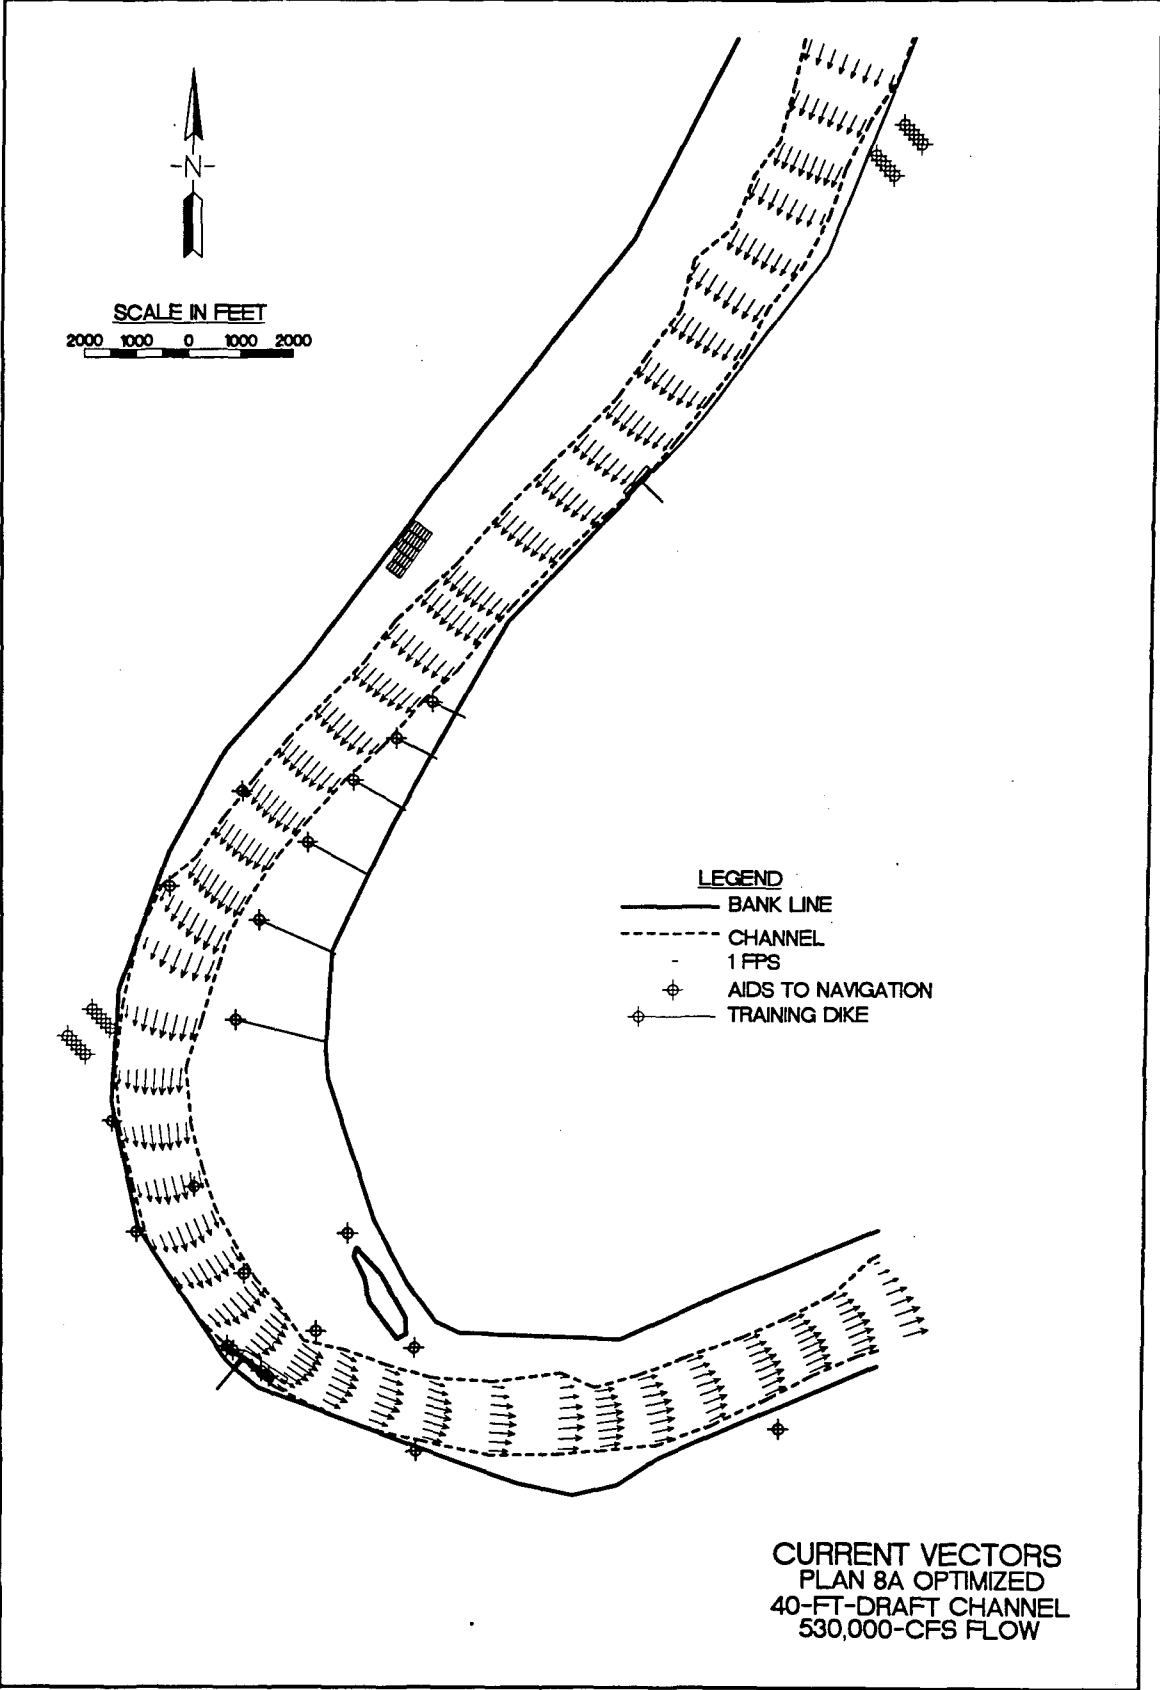 -N-
SCALE IN FEET
2000 1000 0 1000 2000
LEGEND
BANK LINE
CHANNEL
1 FPS
AIDS TO NAVIGATION
TRAINING DIKE
CURRENT VECTORS
PLAN 8A OPTIMIZED
40-FT-DRAFT CHANNEL
530,000-CFS FLOW